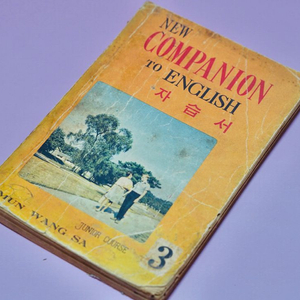 NEW
COMPANION
TO ENGLISH
자습서
JUNIOR COURSE
3
MUN WANG SA